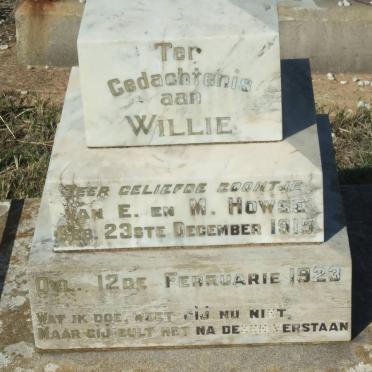 Ter
Gedachtenis
aan
WILLIE
ZEER GELIEFDE ZOONTJE
VAN E. EN M. HOWSE
GEB. 23STE DECEMBER 1915
OVL. 12DE FEBRUARIE 1923
WAT IK DOE, WEET GIJ NU NIET,
MAAR GIJ ZULT HET NA DEZEN VERSTAAN